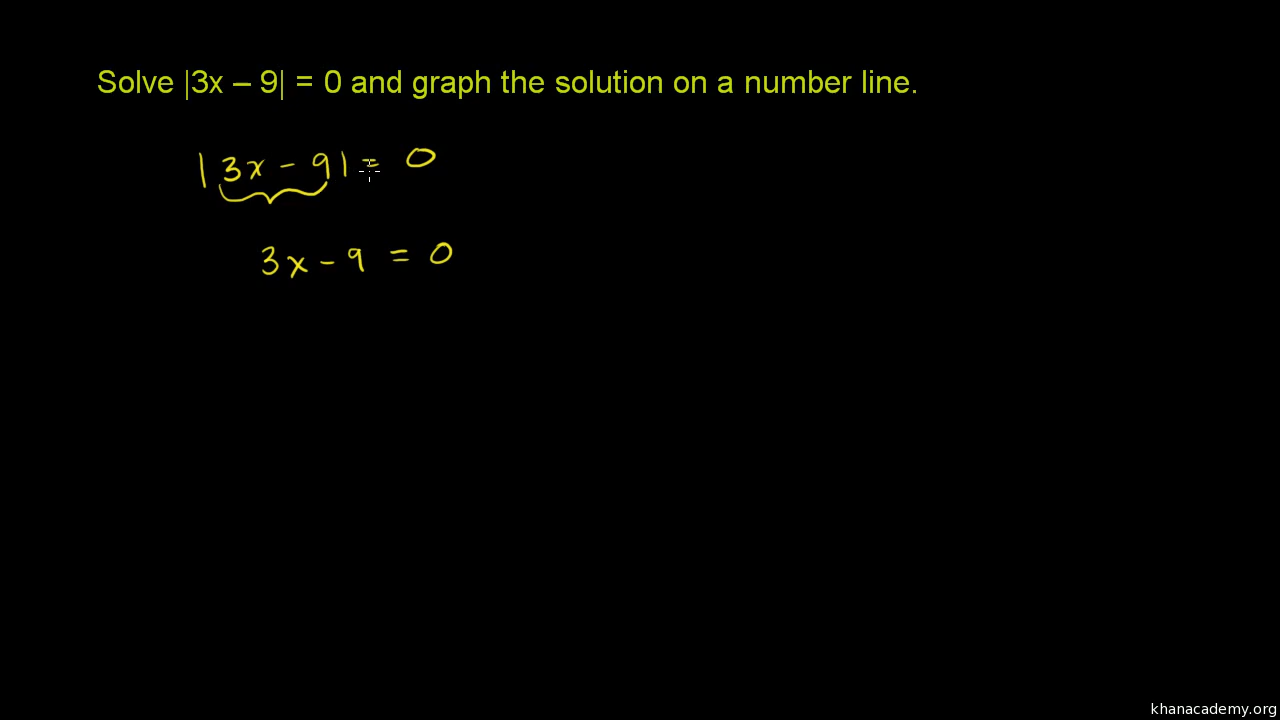 Solve |3x – 9| = 0 and graph the solution on a number line.
|3x - 9| = 0
3x - 9 = 0
khanacademy.org